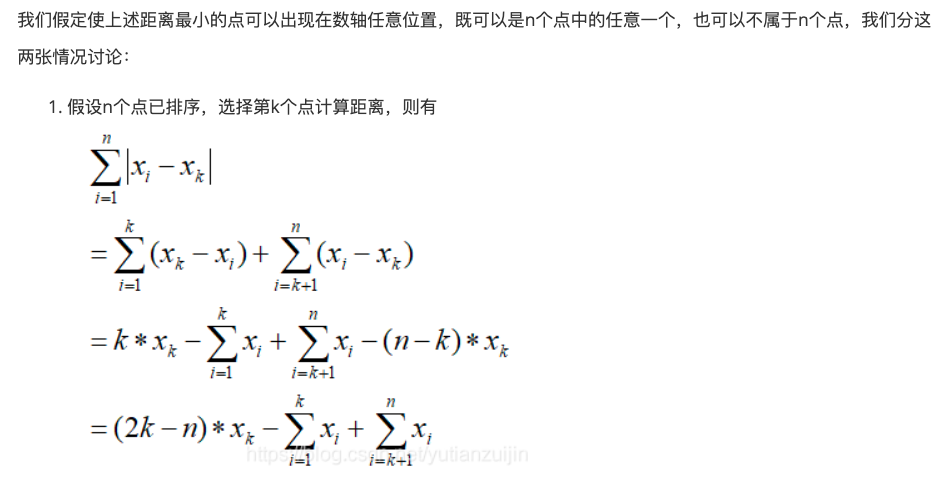 我们假定使上述距离最小的点可以出现在数轴任意位置，既可以是n个点中的任意一个，也可以不属于n个点，我们分这
两张情况讨论：
1. 假设n个点已排序，选择第k个点计算距离，则有
\sum_{i=1}^{n}|x_i - x_k|
=\sum_{i=1}^{k}(x_k - x_i)+\sum_{i=k+1}^{n}(x_i - x_k)
=k*x_k-\sum_{i=1}^{k}x_i+\sum_{i=k+1}^{n}x_i-(n-k)*x_k
=(2k-n)*x_k-\sum_{i=1}^{k}x_i+\sum_{i=k+1}^{n}x_i
https://blog.csdn.net/yutianzuijin